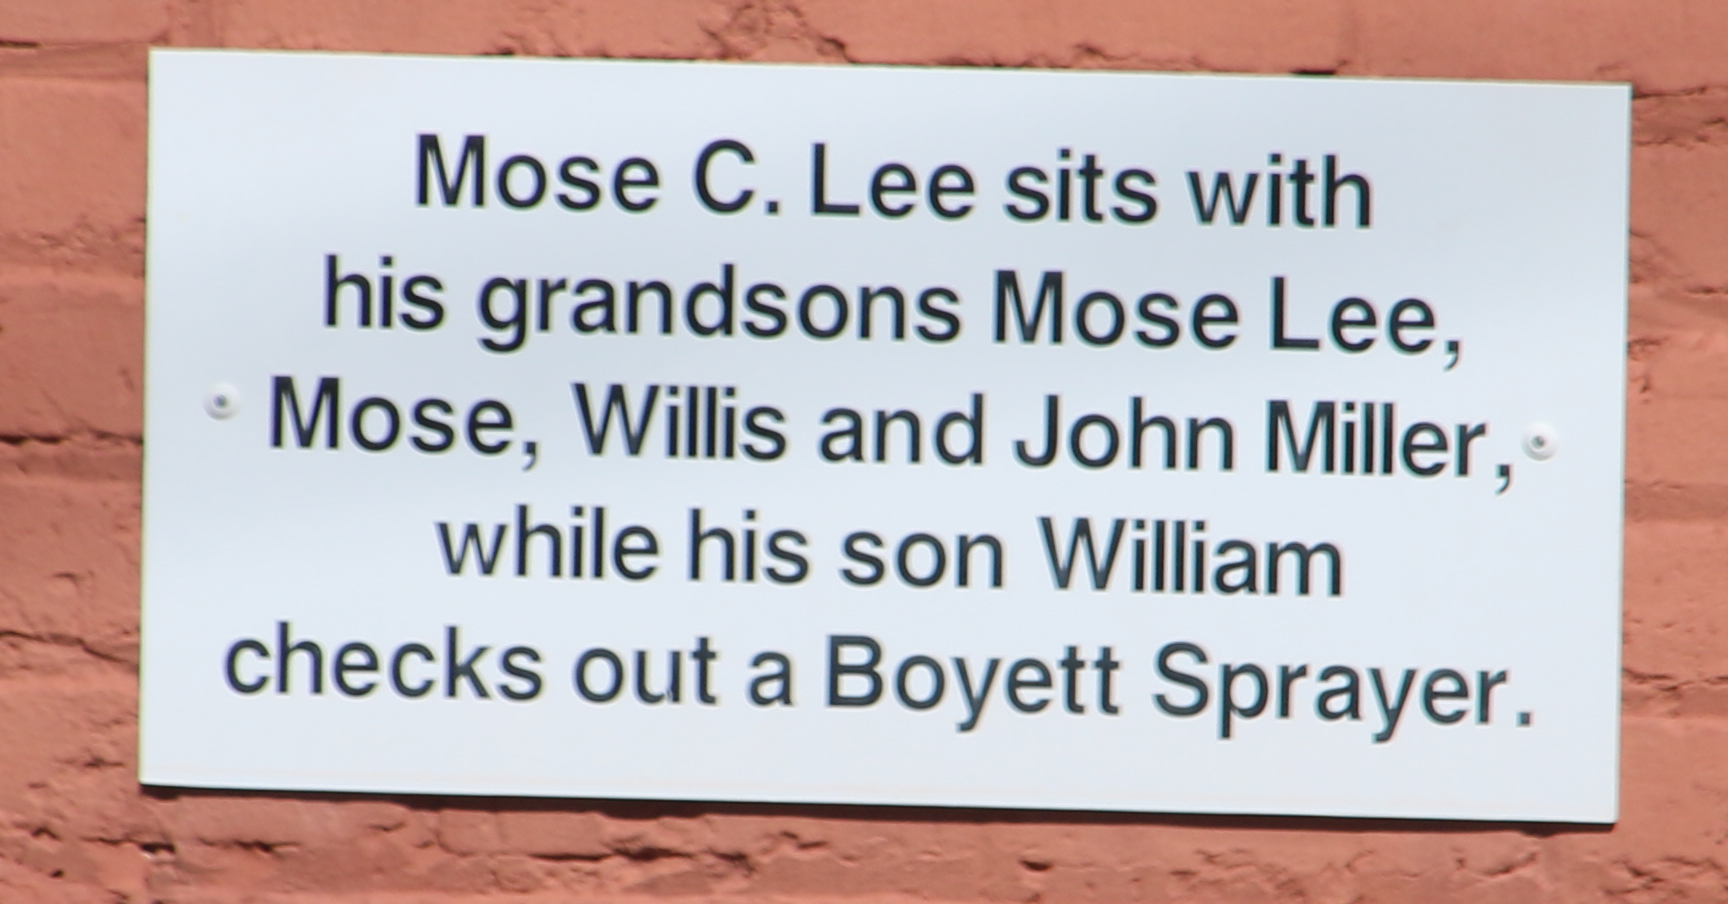 Mose C. Lee sits with
his grandsons Mose Lee,
Mose, Willis and John Miller,
while his son William
checks out a Boyett Sprayer.